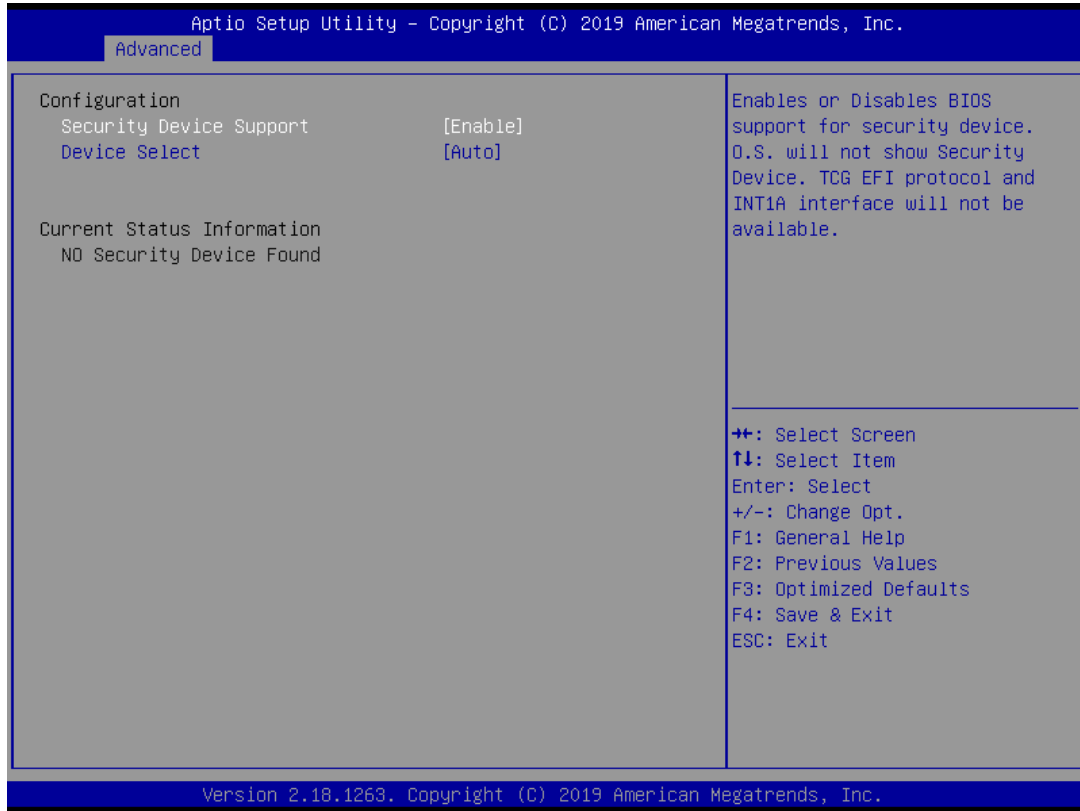 Aptio Setup Utility – Copyright (C) 2019 American Megatrends, Inc.
Advanced
Configuration
Security Device Support [Enable]
Device Select [Auto]
Current Status Information
NO Security Device Found
Enables or Disables BIOS
support for security device.
O.S. will not show Security
Device. TCG EFI protocol and
INT1A interface will not be
available.
→←: Select Screen
↑↓: Select Item
Enter: Select
+/-: Change Opt.
F1: General Help
F2: Previous Values
F3: Optimized Defaults
F4: Save & Exit
ESC: Exit
Version 2.18.1263. Copyright (C) 2019 American Megatrends, Inc.